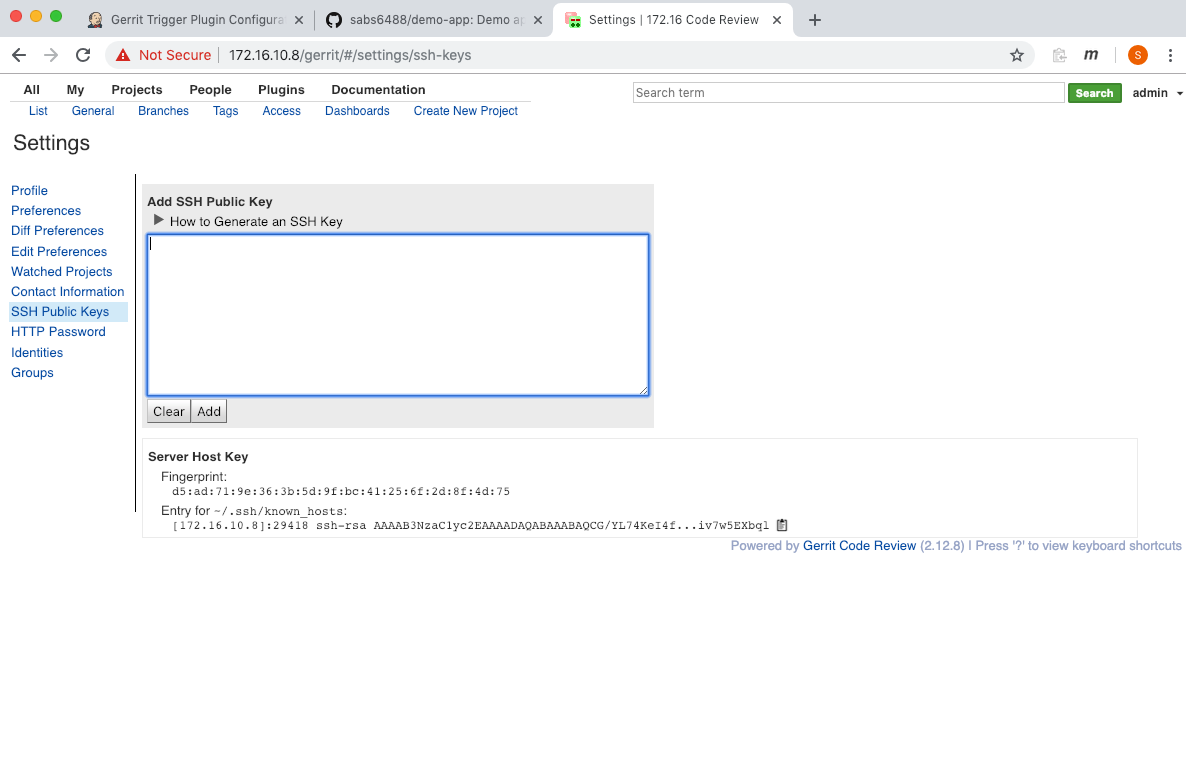 Gerrit Trigger Plugin Configura
sabs6488/demo-app: Demo ap
Settings | 172.16 Code Review
Not Secure | 172.16.10.8/gerrit/#/settings/ssh-keys
m
S
All My Projects People Plugins Documentation
Search term
Search
admin
List General Branches Tags Access Dashboards Create New Project
Settings
Profile
Preferences
Diff Preferences
Edit Preferences
Watched Projects
Contact Information
SSH Public Keys
HTTP Password
Identities
Groups
Add SSH Public Key
How to Generate an SSH Key
Clear Add
Server Host Key
Fingerprint:
d5:ad:71:9e:36:3b:5d:9f:bc:41:25:6f:2d:8f:4d:75
Entry for ~/.ssh/known_hosts:
[172.16.10.8]:29418 ssh-rsa AAAAB3NzaC1yc2EAAAADAQABAAABAQCG/YL74KeI4f...iv7w5EXbql
Powered by Gerrit Code Review (2.12.8) | Press '?' to view keyboard shortcuts